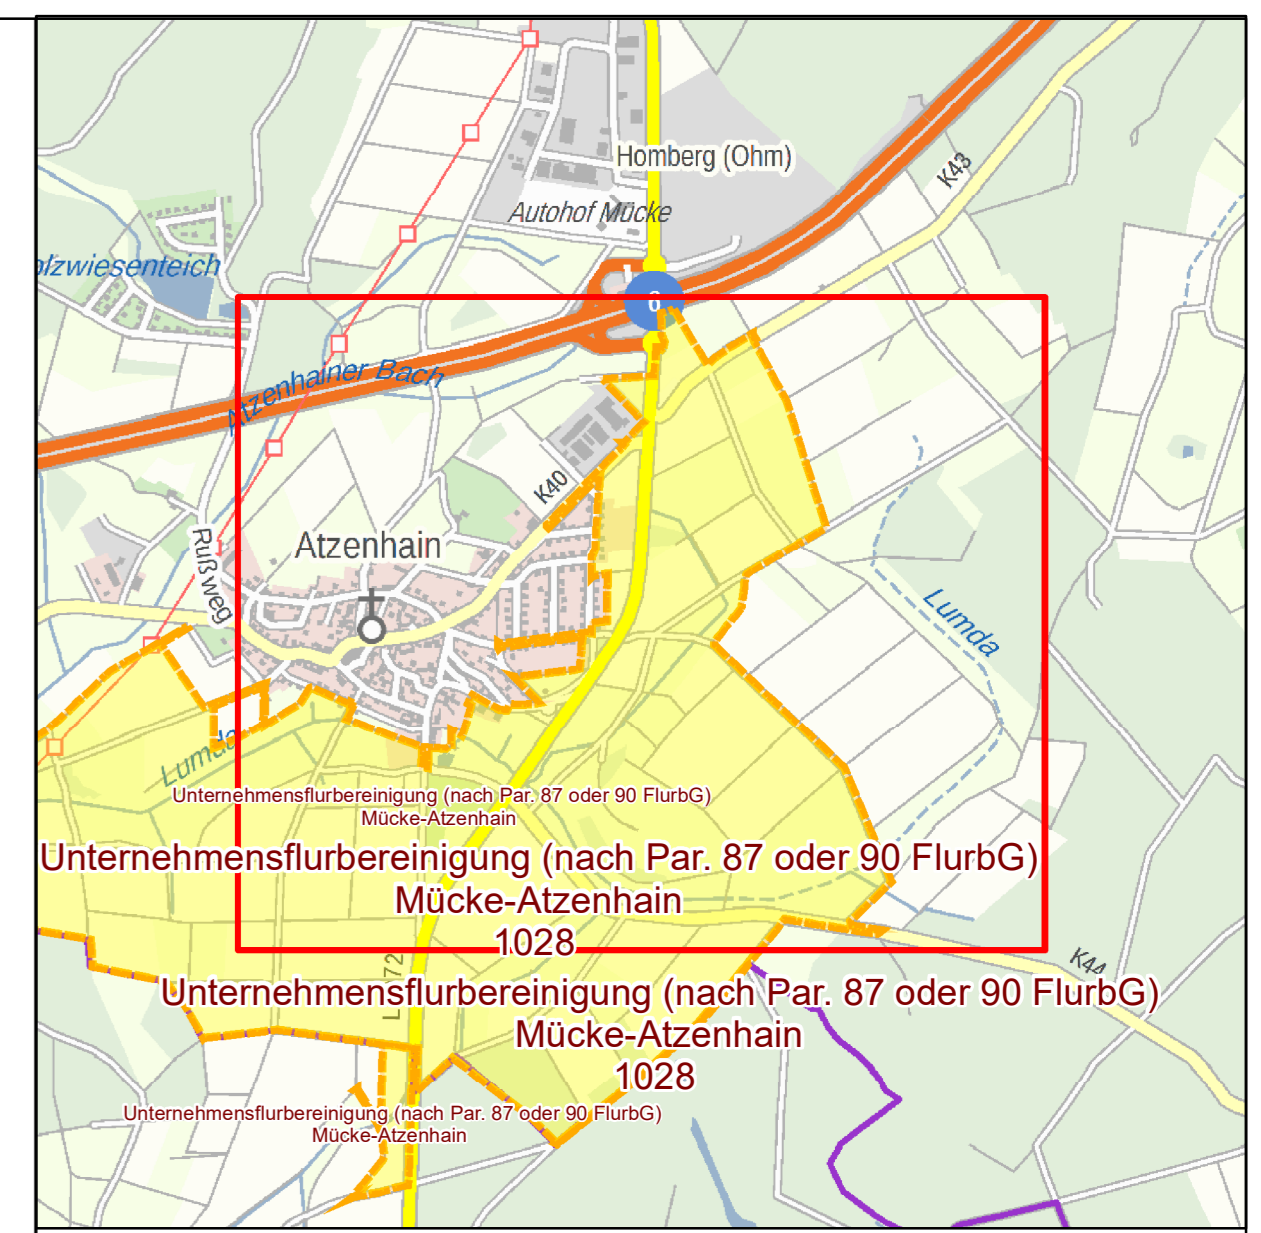 Homberg (Ohm)
K43
Autohof Mücke
olzwiesenteich
6
Atzenhainer Bach
K40
Atzenhain
Rußweg
Lumda
Lumda
Unternehmensflurbereinigung (nach Par. 87 oder 90 FlurbG)
Mücke-Atzenhain
Unternehmensflurbereinigung (nach Par. 87 oder 90 FlurbG)
Mücke-Atzenhain
1028
K44
Unternehmensflurbereinigung (nach Par. 87 oder 90 FlurbG)
Mücke-Atzenhain
1028
Unternehmensflurbereinigung (nach Par. 87 oder 90 FlurbG)
Mücke-Atzenhain